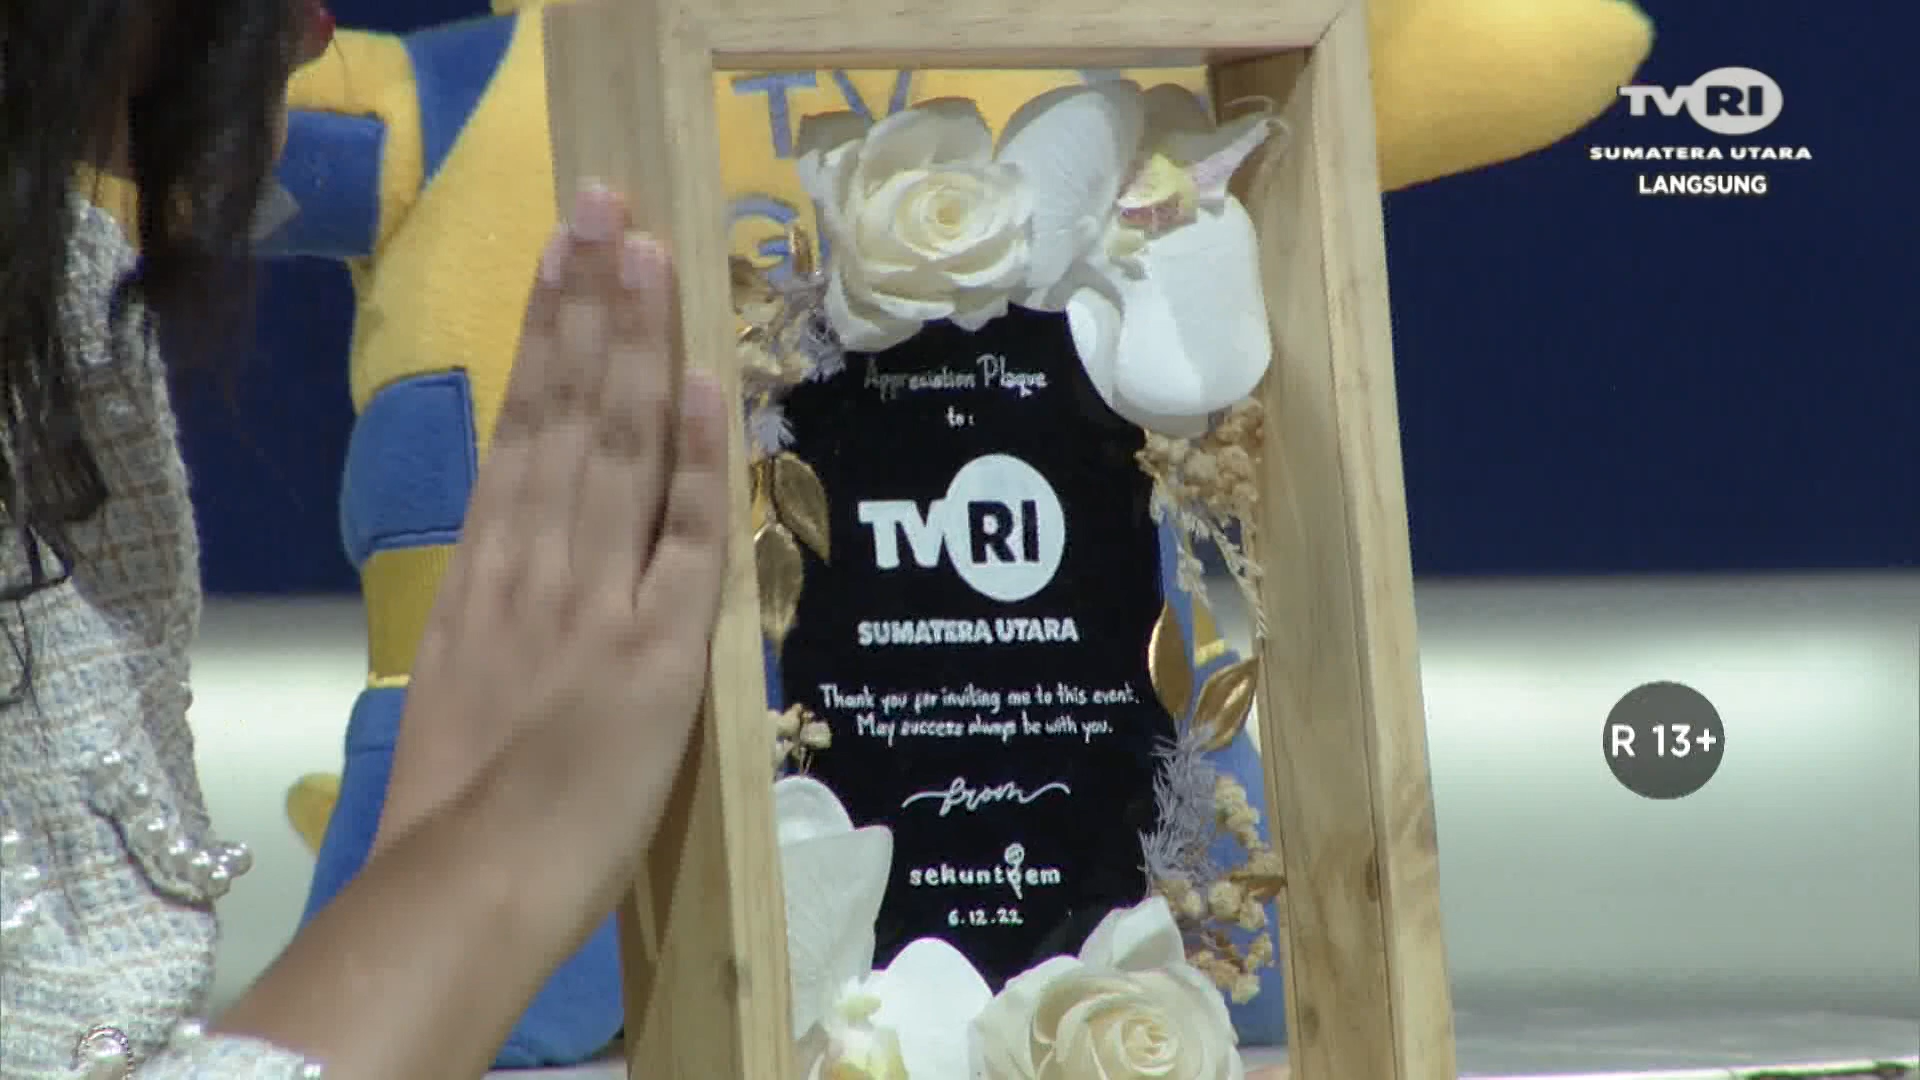 TVRI
SUMATERA UTARA
LANGSUNG
TV
G
Appreciation Plaque
to:
TVRI
SUMATERA UTARA
Thank you for inviting me to this event.
May success always be with you.
from
sekuntoem
6.12.22
R 13+